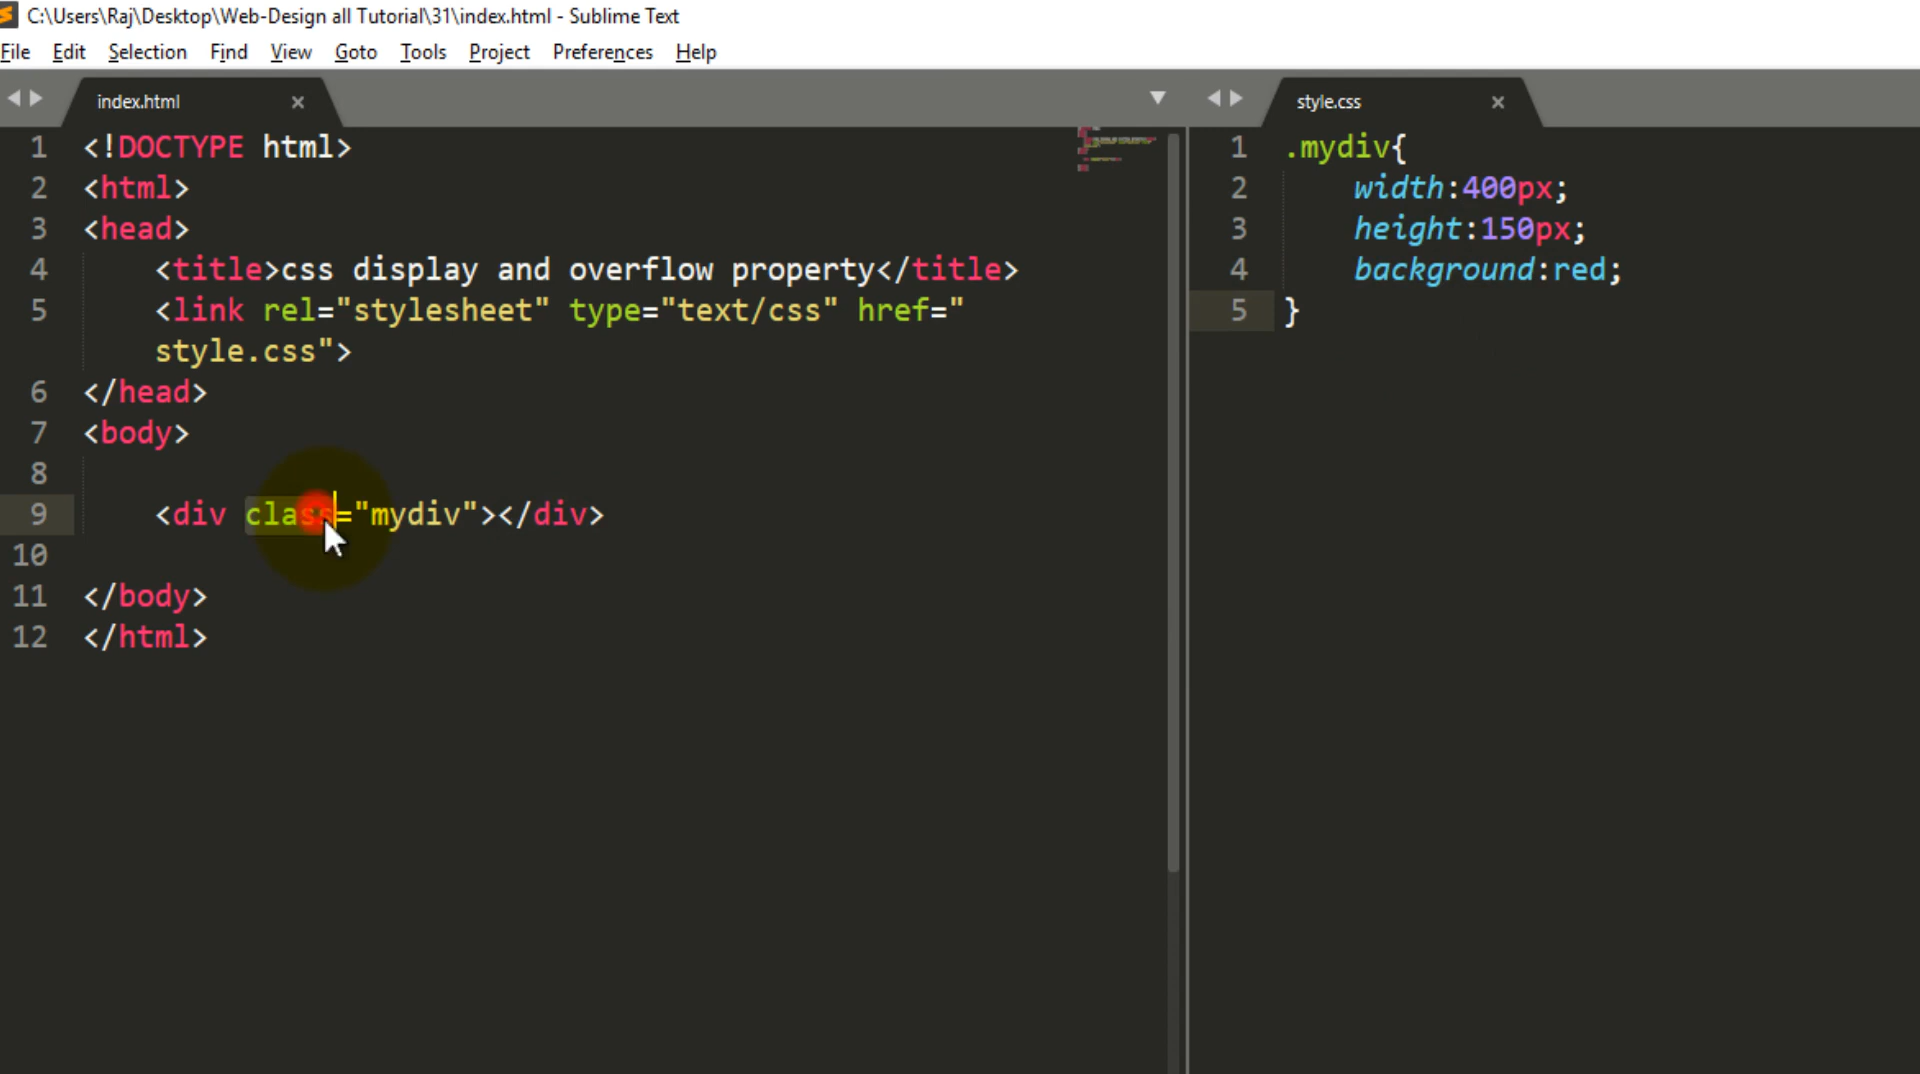 C:\Users\Raj\Desktop\Web-Design all Tutorial\31\index.html - Sublime Text
File Edit Selection Find View Goto Tools Project Preferences Help
index.html
1 <!DOCTYPE html>
2 <html>
3 <head>
4 <title>css display and overflow property</title>
5 <link rel="stylesheet" type="text/css" href="
style.css">
6 </head>
7 <body>
8
9 <div class="mydiv"></div>
10
11 </body>
12 </html>
style.css
1 .mydiv{
2 width:400px;
3 height:150px;
4 background:red;
5 }